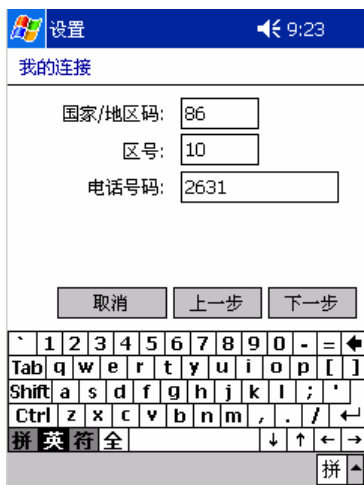 设置 9:23
我的连接
国家/地区码: 86
区号: 10
电话号码: 2631
取消 上一步 下一步
` 1 2 3 4 5 6 7 8 9 0 - =
Tab q w e r t y u i o p [ ]
Shift a s d f g h j k l ; '
Ctrl z x c v b n m , . /
拼 英 符 全
拼